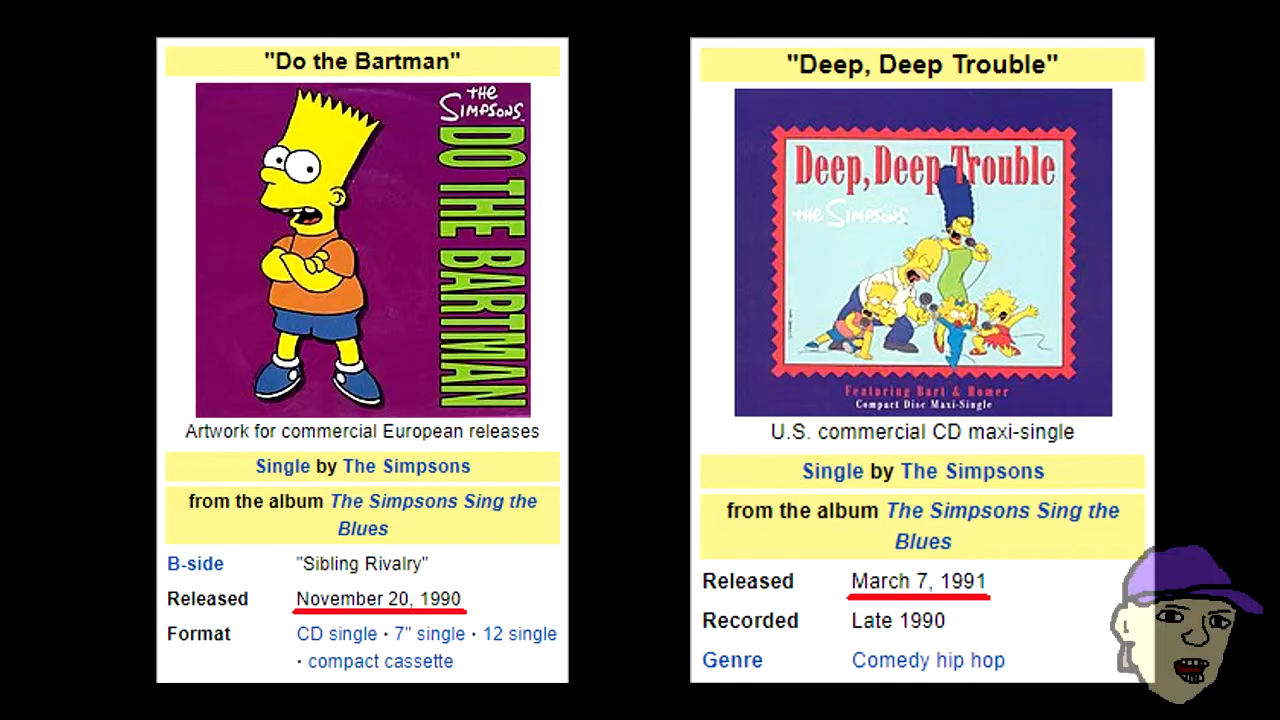 "Do the Bartman"
THE
SIMPSONS
DO THE BARTMAN
Artwork for commercial European releases
Single by The Simpsons
from the album The Simpsons Sing the
Blues
B-side "Sibling Rivalry"
Released November 20, 1990
Format CD single · 7" single · 12 single
· compact cassette
"Deep, Deep Trouble"
Deep, Deep Trouble
THE SIMPSONS
Featuring Bart & Homer
Compact Disc Maxi-Single
U.S. commercial CD maxi-single
Single by The Simpsons
from the album The Simpsons Sing the
Blues
Released March 7, 1991
Recorded Late 1990
Genre Comedy hip hop